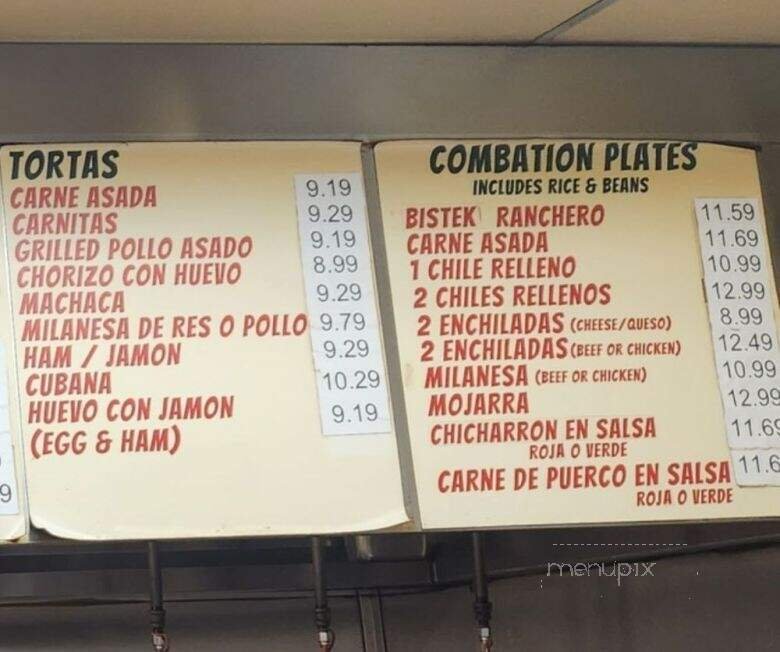 TORTAS
CARNE ASADA 9.19
CARNITAS 9.29
GRILLED POLLO ASADO 9.19
CHORIZO CON HUEVO 8.99
MACHACA 9.29
MILANESA DE RES O POLLO 9.79
HAM / JAMON 9.29
CUBANA 10.29
HUEVO CON JAMON 9.19
(EGG & HAM)
COMBATION PLATES
INCLUDES RICE & BEANS
BISTEK RANCHERO 11.59
CARNE ASADA 11.69
1 CHILE RELLENO 10.99
2 CHILES RELLENOS 12.99
2 ENCHILADAS (CHEESE/QUESO) 8.99
2 ENCHILADAS (BEEF OR CHICKEN) 12.49
MILANESA (BEEF OR CHICKEN) 10.99
MOJARRA 12.99
CHICHARRON EN SALSA 11.69
ROJA O VERDE
CARNE DE PUERCO EN SALSA 11.6
ROJA O VERDE
menupix